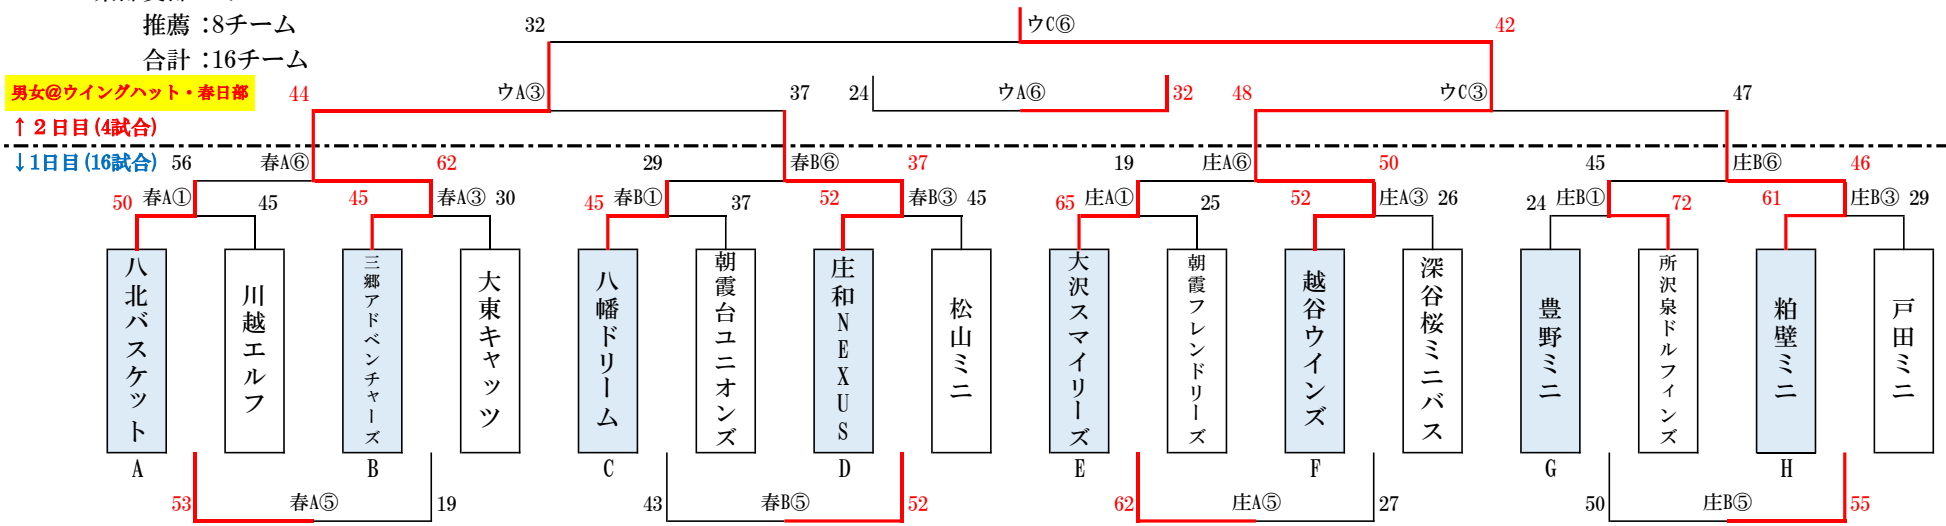 推薦：8チーム
合計：16チーム
32 ウC⑥ 42
男女@ウイングハット・春日部
44 ウA③ 37 24 ウA⑥ 32 48 ウC③ 47
↑２日目(4試合)
↓1日目(16試合)
56 春A⑥ 62 29 春B⑥ 37 19 庄A⑥ 50 45 庄B⑥ 46
50 春A① 45 45 春A③ 30 45 春B① 37 52 春B③ 45 65 庄A① 25 52 庄A③ 26 24 庄B① 72 61 庄B③ 29
八北バスケット
川越エルフ
三郷アドベンチャーズ
大東キャッツ
八幡ドリーム
朝霞台ユニオンズ
庄和NEXUS
松山ミニ
大沢スマイリーズ
朝霞フレンドリーズ
越谷ウインズ
深谷桜ミニバス
豊野ミニ
所沢泉ドルフィンズ
粕壁ミニ
戸田ミニ
A B C D E F G H
53 春A⑤ 19 43 春B⑤ 52 62 庄A⑤ 27 50 庄B⑤ 55